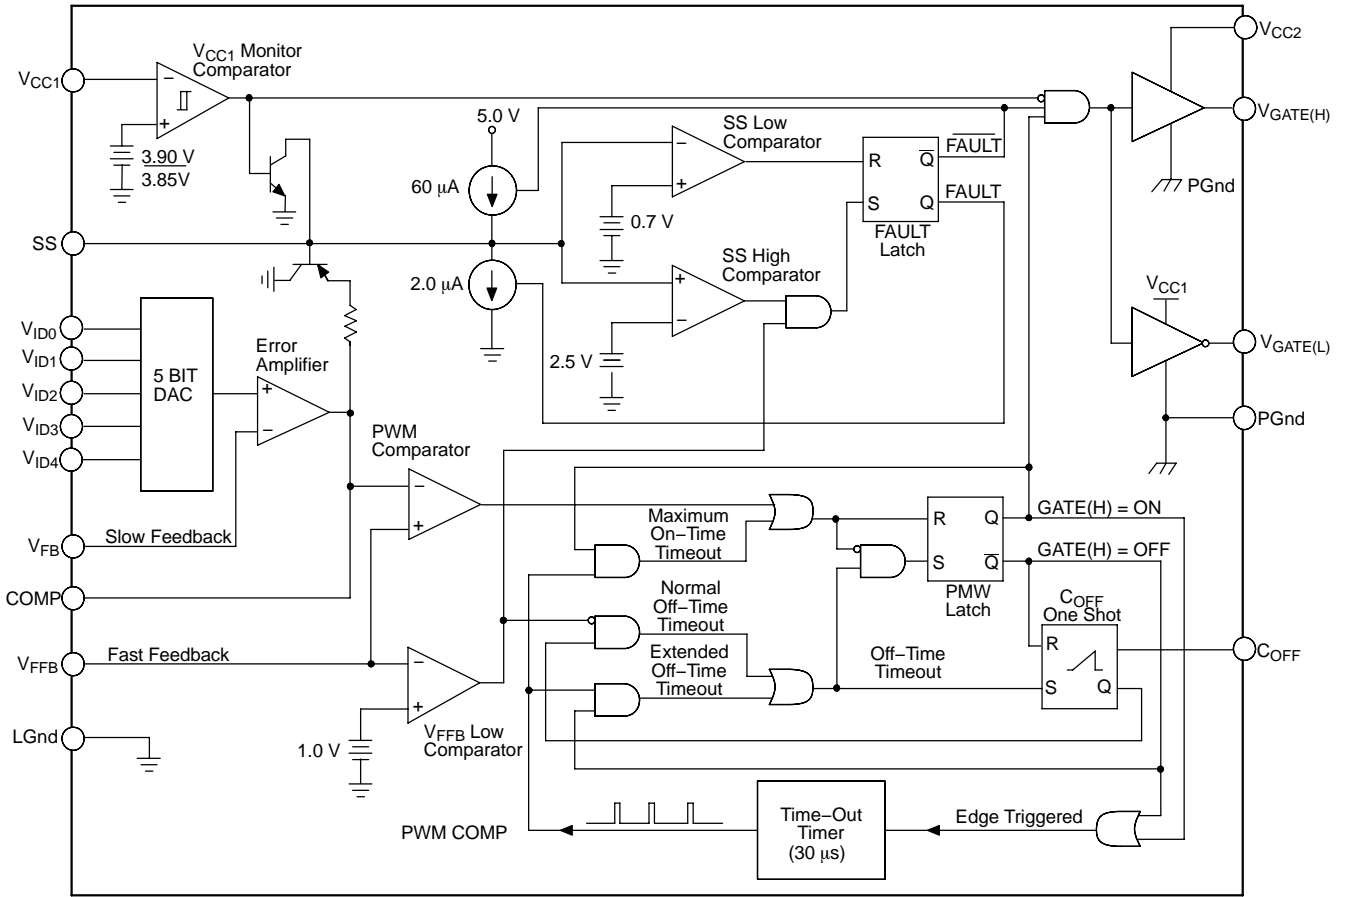 VCC1
VCC1 Monitor
Comparator
−
+
3.90 V
3.85V
5.0 V
60 μA
SS
2.0 μA
SS Low
Comparator
−
+
0.7 V
SS High
Comparator
+
−
2.5 V
R
Q
S
Q
FAULT
FAULT
FAULT
Latch
VCC2
VGATE(H)
PGnd
VCC1
VGATE(L)
PGnd
VID0
VID1
VID2
VID3
VID4
5 BIT
DAC
Error
Amplifier
+
−
PWM
Comparator
−
+
VFB
Slow Feedback
COMP
VFFB
Fast Feedback
−
+
VFFB Low
Comparator
1.0 V
LGnd
Maximum
On−Time
Timeout
Normal
Off−Time
Timeout
Extended
Off−Time
Timeout
R
Q
S
Q
PMW
Latch
GATE(H) = ON
GATE(H) = OFF
COFF
One Shot
R
S
Q
Off−Time
Timeout
COFF
PWM COMP
Time−Out
Timer
(30 μs)
Edge Triggered